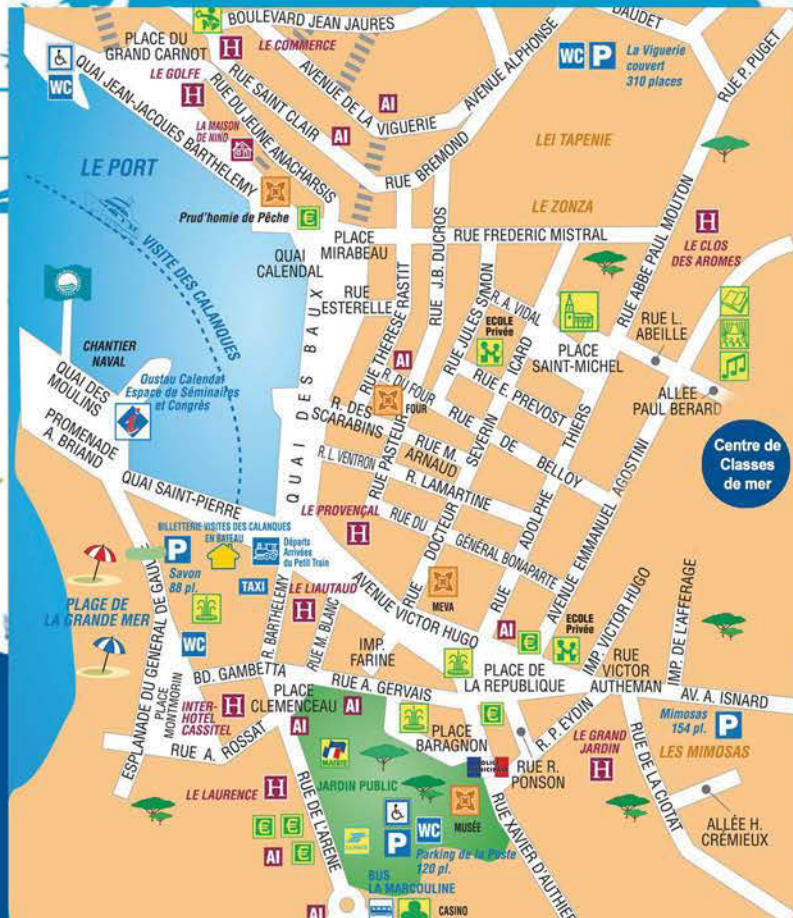 BOULEVARD JEAN JAURES
DAUDET
PLACE DU
GRAND CARNOT
H
LE COMMERCE
WC
P
La Viguerie
couvert
310 places
RUE P. PUGET
WC
LE GOLFE
H
RUE SAINT CLAIR
AVENUE DE LA
VIGUERIE
AVENUE ALPHONSE
QUAI JEAN-JACQUES BARTHELEMY
RUE DU JEUNE ANACHARSIS
AI
LA MAISON
DE NINO
LEI TAPENIE
LE PORT
AI
RUE BREMOND
LE ZONZA
H
LE CLOS
DES AROMES
Prud'homie de Pêche
€
PLACE
MIRABEAU
RUE FREDERIC MISTRAL
RUE ABBE PAUL MOUTON
VISITE DES CALANQUES
QUAI
CALENDAL
RUE J.B. DUCROS
RUE
ESTERELLE
RUE THERESE RASTIT
RUE JULES SIMON
R. A. VIDAL
ECOLE
Privée
ICARD
PLACE
SAINT-MICHEL
RUE L.
ABEILLE
CHANTIER
NAVAL
QUAI DES BAUX
AI
R. DU FOUR
RUE E. PREVOST
ALLEE
PAUL BERARD
QUAI DES
MOULINS
Oustau Calendal
Espace de Séminaires
et Congrès
i
FOUR
R. DES
SCARABINS
RUE
DE
BELLOY
THIERS
PROMENADE
A. BRIAND
RUE PASTEUR
RUE M.
ARNAUD
SEVERIN
Centre de
Classes
de mer
R. L. VENTRON
R. LAMARTINE
AVENUE EMMANUEL AGOSTINI
QUAI SAINT-PIERRE
LE PROVENÇAL
H
RUE DU
GÉNÉRAL BONAPARTE
RUE
DOCTEUR
ADOLPHE
RUE
BILLETTERIE VISITES DES CALANQUES
EN BATEAU
P
Savon
88 pl.
Départs
Arrivées
du Petit Train
TAXI
LE LIAUTAUD
H
AVENUE VICTOR HUGO
MEVA
PLAGE DE
LA GRANDE MER
R. BARTHELEMY
RUE M. BLANC
AI
€
ECOLE
Privée
IMP. VICTOR HUGO
IMP. DE L'AFFERAGE
WC
IMP.
FARINE
RUE
VICTOR
AUTHEMAN
ESPLANADE DU GENERAL DE GAULLE
BD. GAMBETTA
RUE A. GERVAIS
PLACE DE
LA REPUBLIQUE
AV. A. ISNARD
PLACE
MONTMORIN
PLACE
CLEMENCEAU
INTER-
HOTEL
CASSITEL
H
AI
AI
PLACE
BARAGNON
€
R. P. EYDIN
Mimosas
154 pl.
P
RUE A. ROSSAT
MAIRIE
LE GRAND
JARDIN
H
LES MIMOSAS
RUE R.
PONSON
JARDIN PUBLIC
LE LAURENCE
H
RUE DE L'ARENE
MUSÉE
RUE DE LA CIOTAT
ALLÉE H.
CRÉMIEUX
€
€
€
AI
P
WC
Parking de la Poste
120 pl.
RUE XAVIER D'AUTHIER
BUS
LA MARCOULINE
CASINO
AI